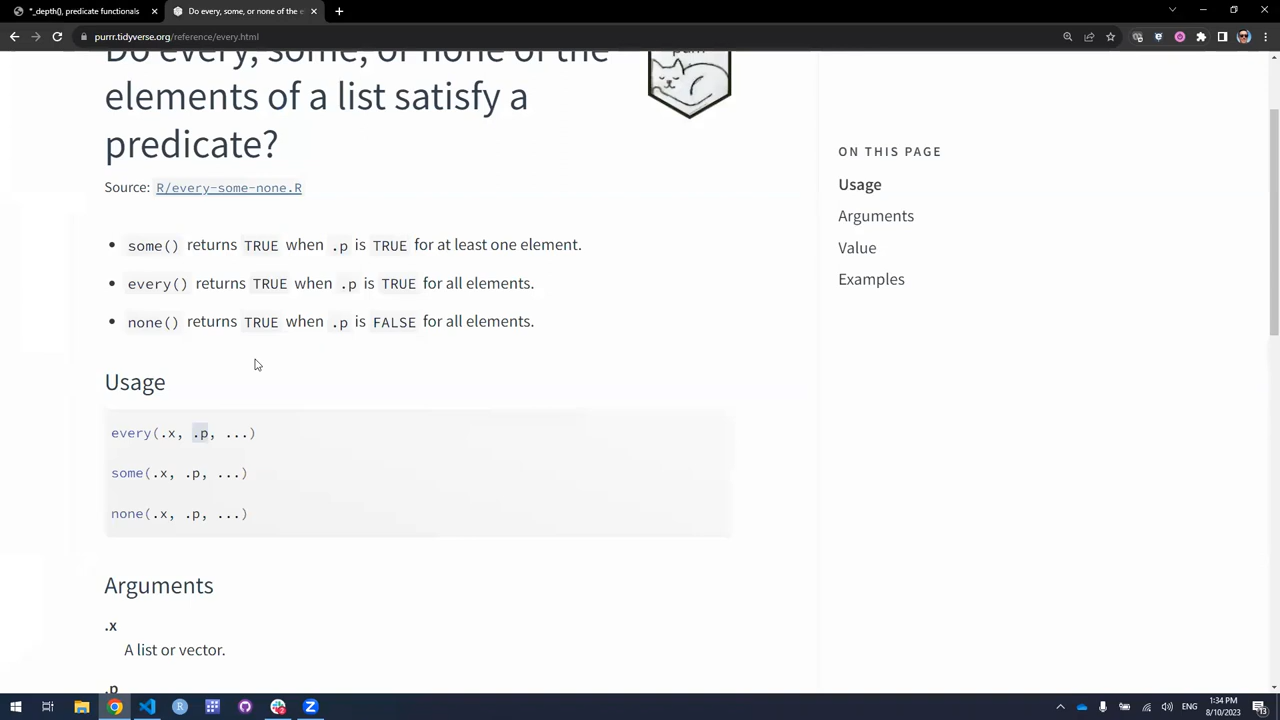 *_depth(), predicate functionals
Do every, some, or none of the e
purrr.tidyverse.org/reference/every.html
Do every, some, or none of the
elements of a list satisfy a
predicate?
purrr
Source: R/every-some-none.R
some() returns TRUE when .p is TRUE for at least one element.
every() returns TRUE when .p is TRUE for all elements.
none() returns TRUE when .p is FALSE for all elements.
Usage
every(.x, .p, ...)
some(.x, .p, ...)
none(.x, .p, ...)
Arguments
.x
A list or vector.
.p
ON THIS PAGE
Usage
Arguments
Value
Examples
ENG
1:34 PM
8/10/2023